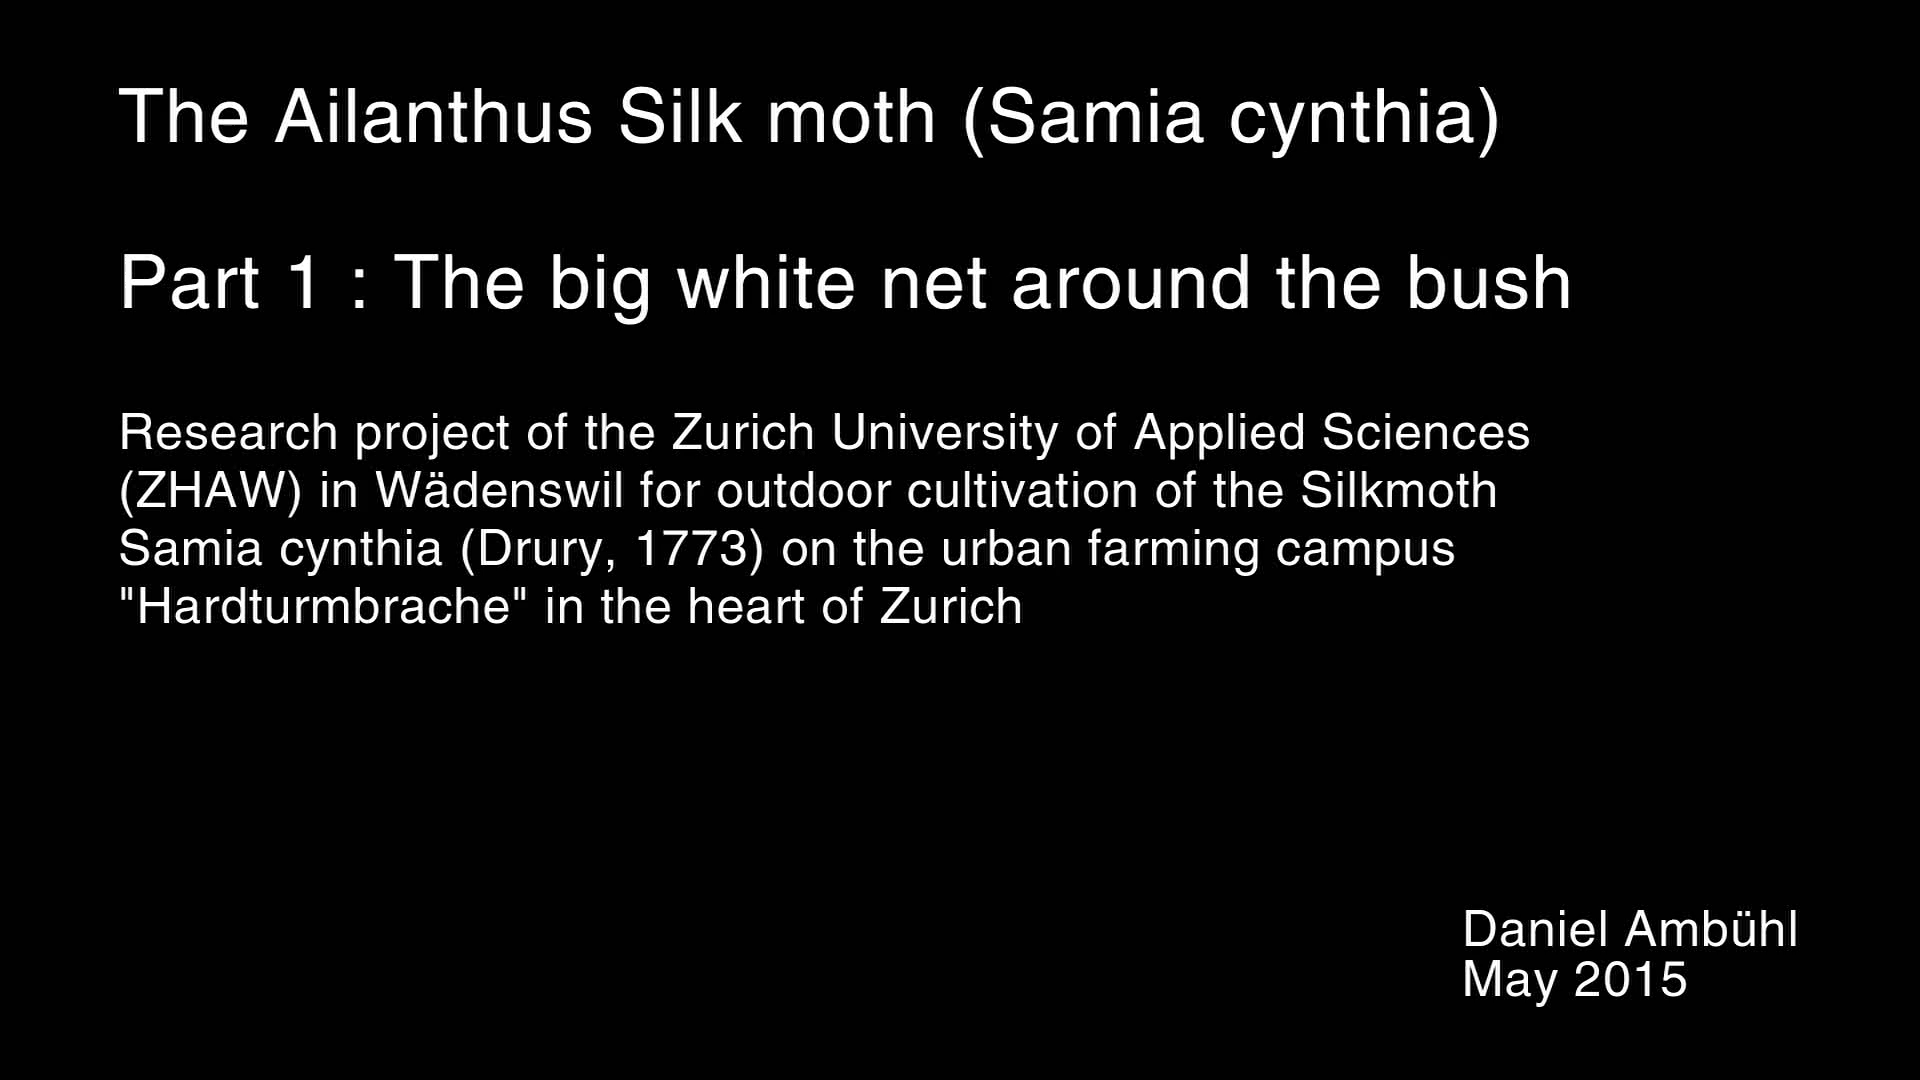 The Ailanthus Silk moth (Samia cynthia)
Part 1 : The big white net around the bush
Research project of the Zurich University of Applied Sciences
(ZHAW) in Wädenswil for outdoor cultivation of the Silkmoth
Samia cynthia (Drury, 1773) on the urban farming campus
"Hardturmbrache" in the heart of Zurich
Daniel Ambühl
May 2015